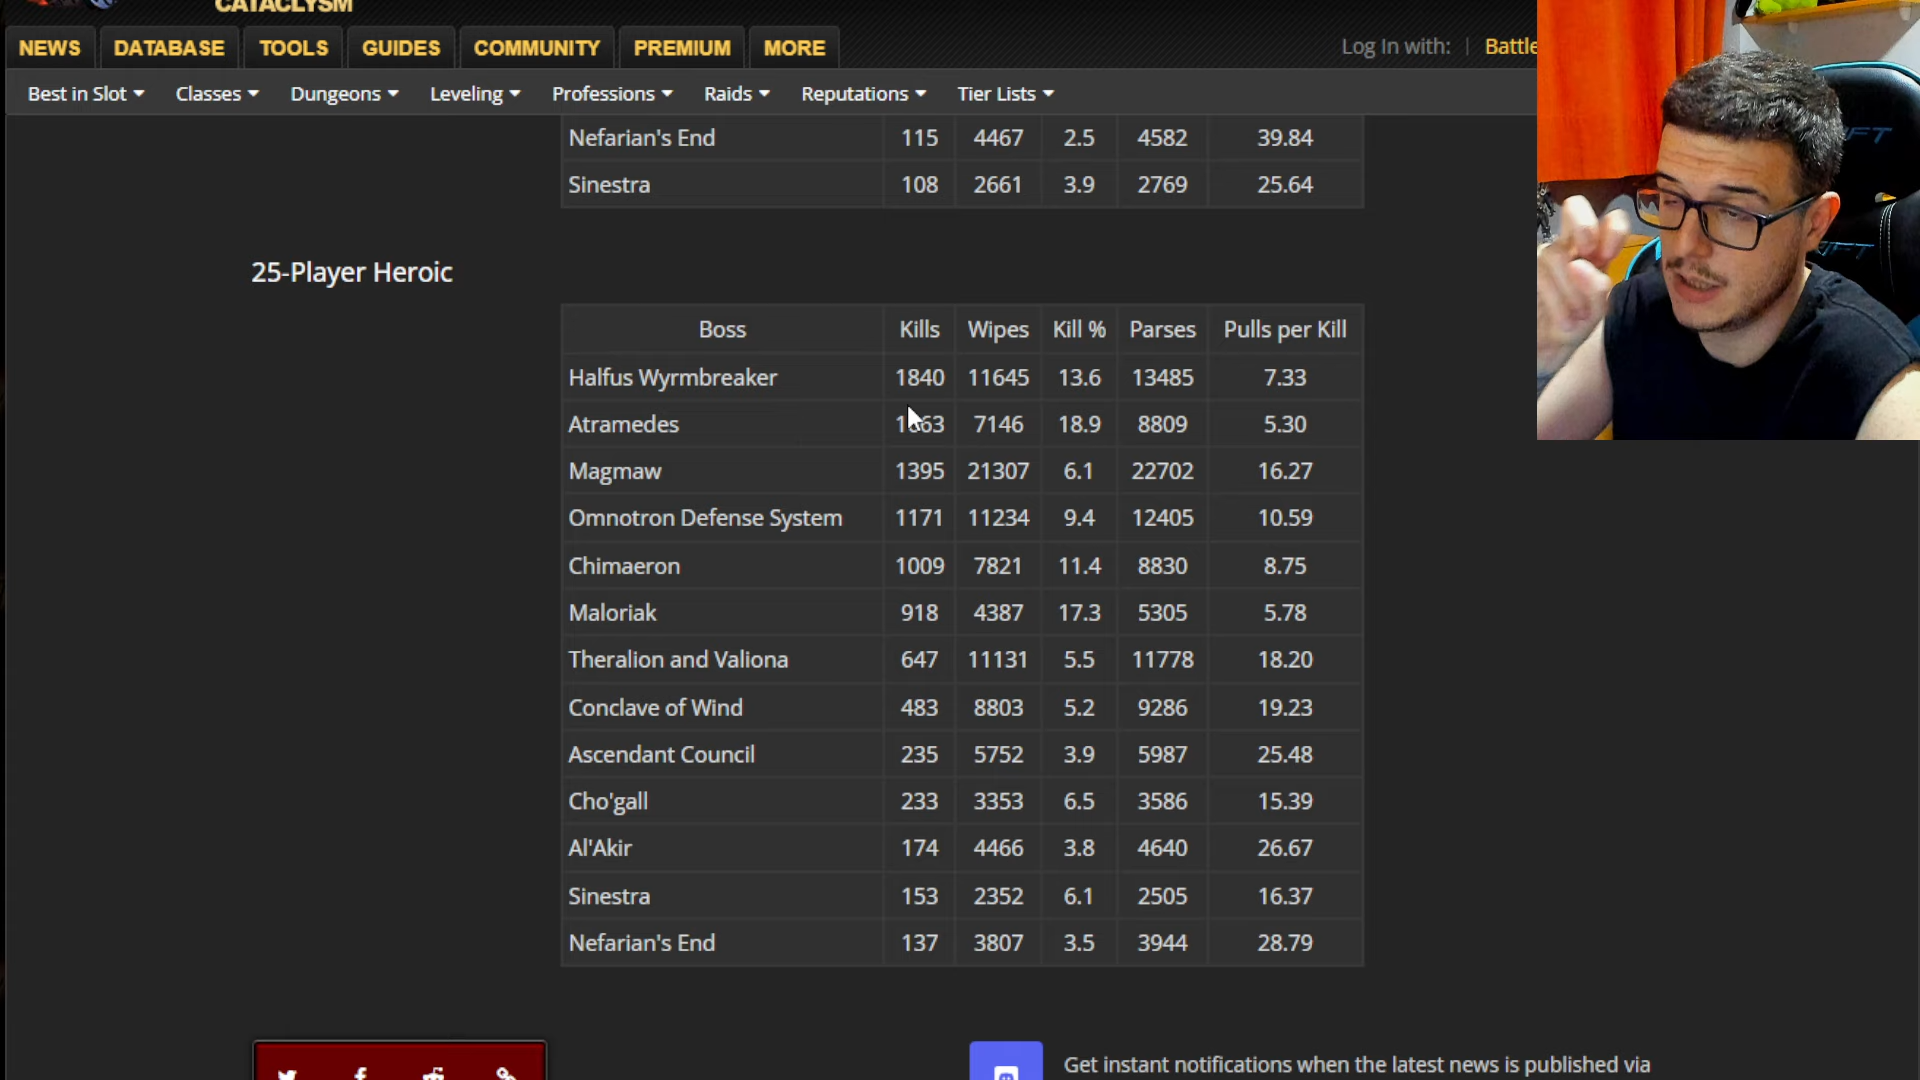 CATACLYSM
NEWS DATABASE TOOLS GUIDES COMMUNITY PREMIUM MORE Log In with: Battle
Best in Slot Classes Dungeons Leveling Professions Raids Reputations Tier Lists
Nefarian's End 115 4467 2.5 4582 39.84
Sinestra 108 2661 3.9 2769 25.64
25-Player Heroic
Boss Kills Wipes Kill % Parses Pulls per Kill
Halfus Wyrmbreaker 1840 11645 13.6 13485 7.33
Atramedes 7146 18.9 8809 5.30
Magmaw 1395 21307 6.1 22702 16.27
Omnotron Defense System 1171 11234 9.4 12405 10.59
Chimaeron 1009 7821 11.4 8830 8.75
Maloriak 918 4387 17.3 5305 5.78
Theralion and Valiona 647 11131 5.5 11778 18.20
Conclave of Wind 483 8803 5.2 9286 19.23
Ascendant Council 235 5752 3.9 5987 25.48
Cho'gall 233 3353 6.5 3586 15.39
Al'Akir 174 4466 3.8 4640 26.67
Sinestra 153 2352 6.1 2505 16.37
Nefarian's End 137 3807 3.5 3944 28.79
Get instant notifications when the latest news is published via